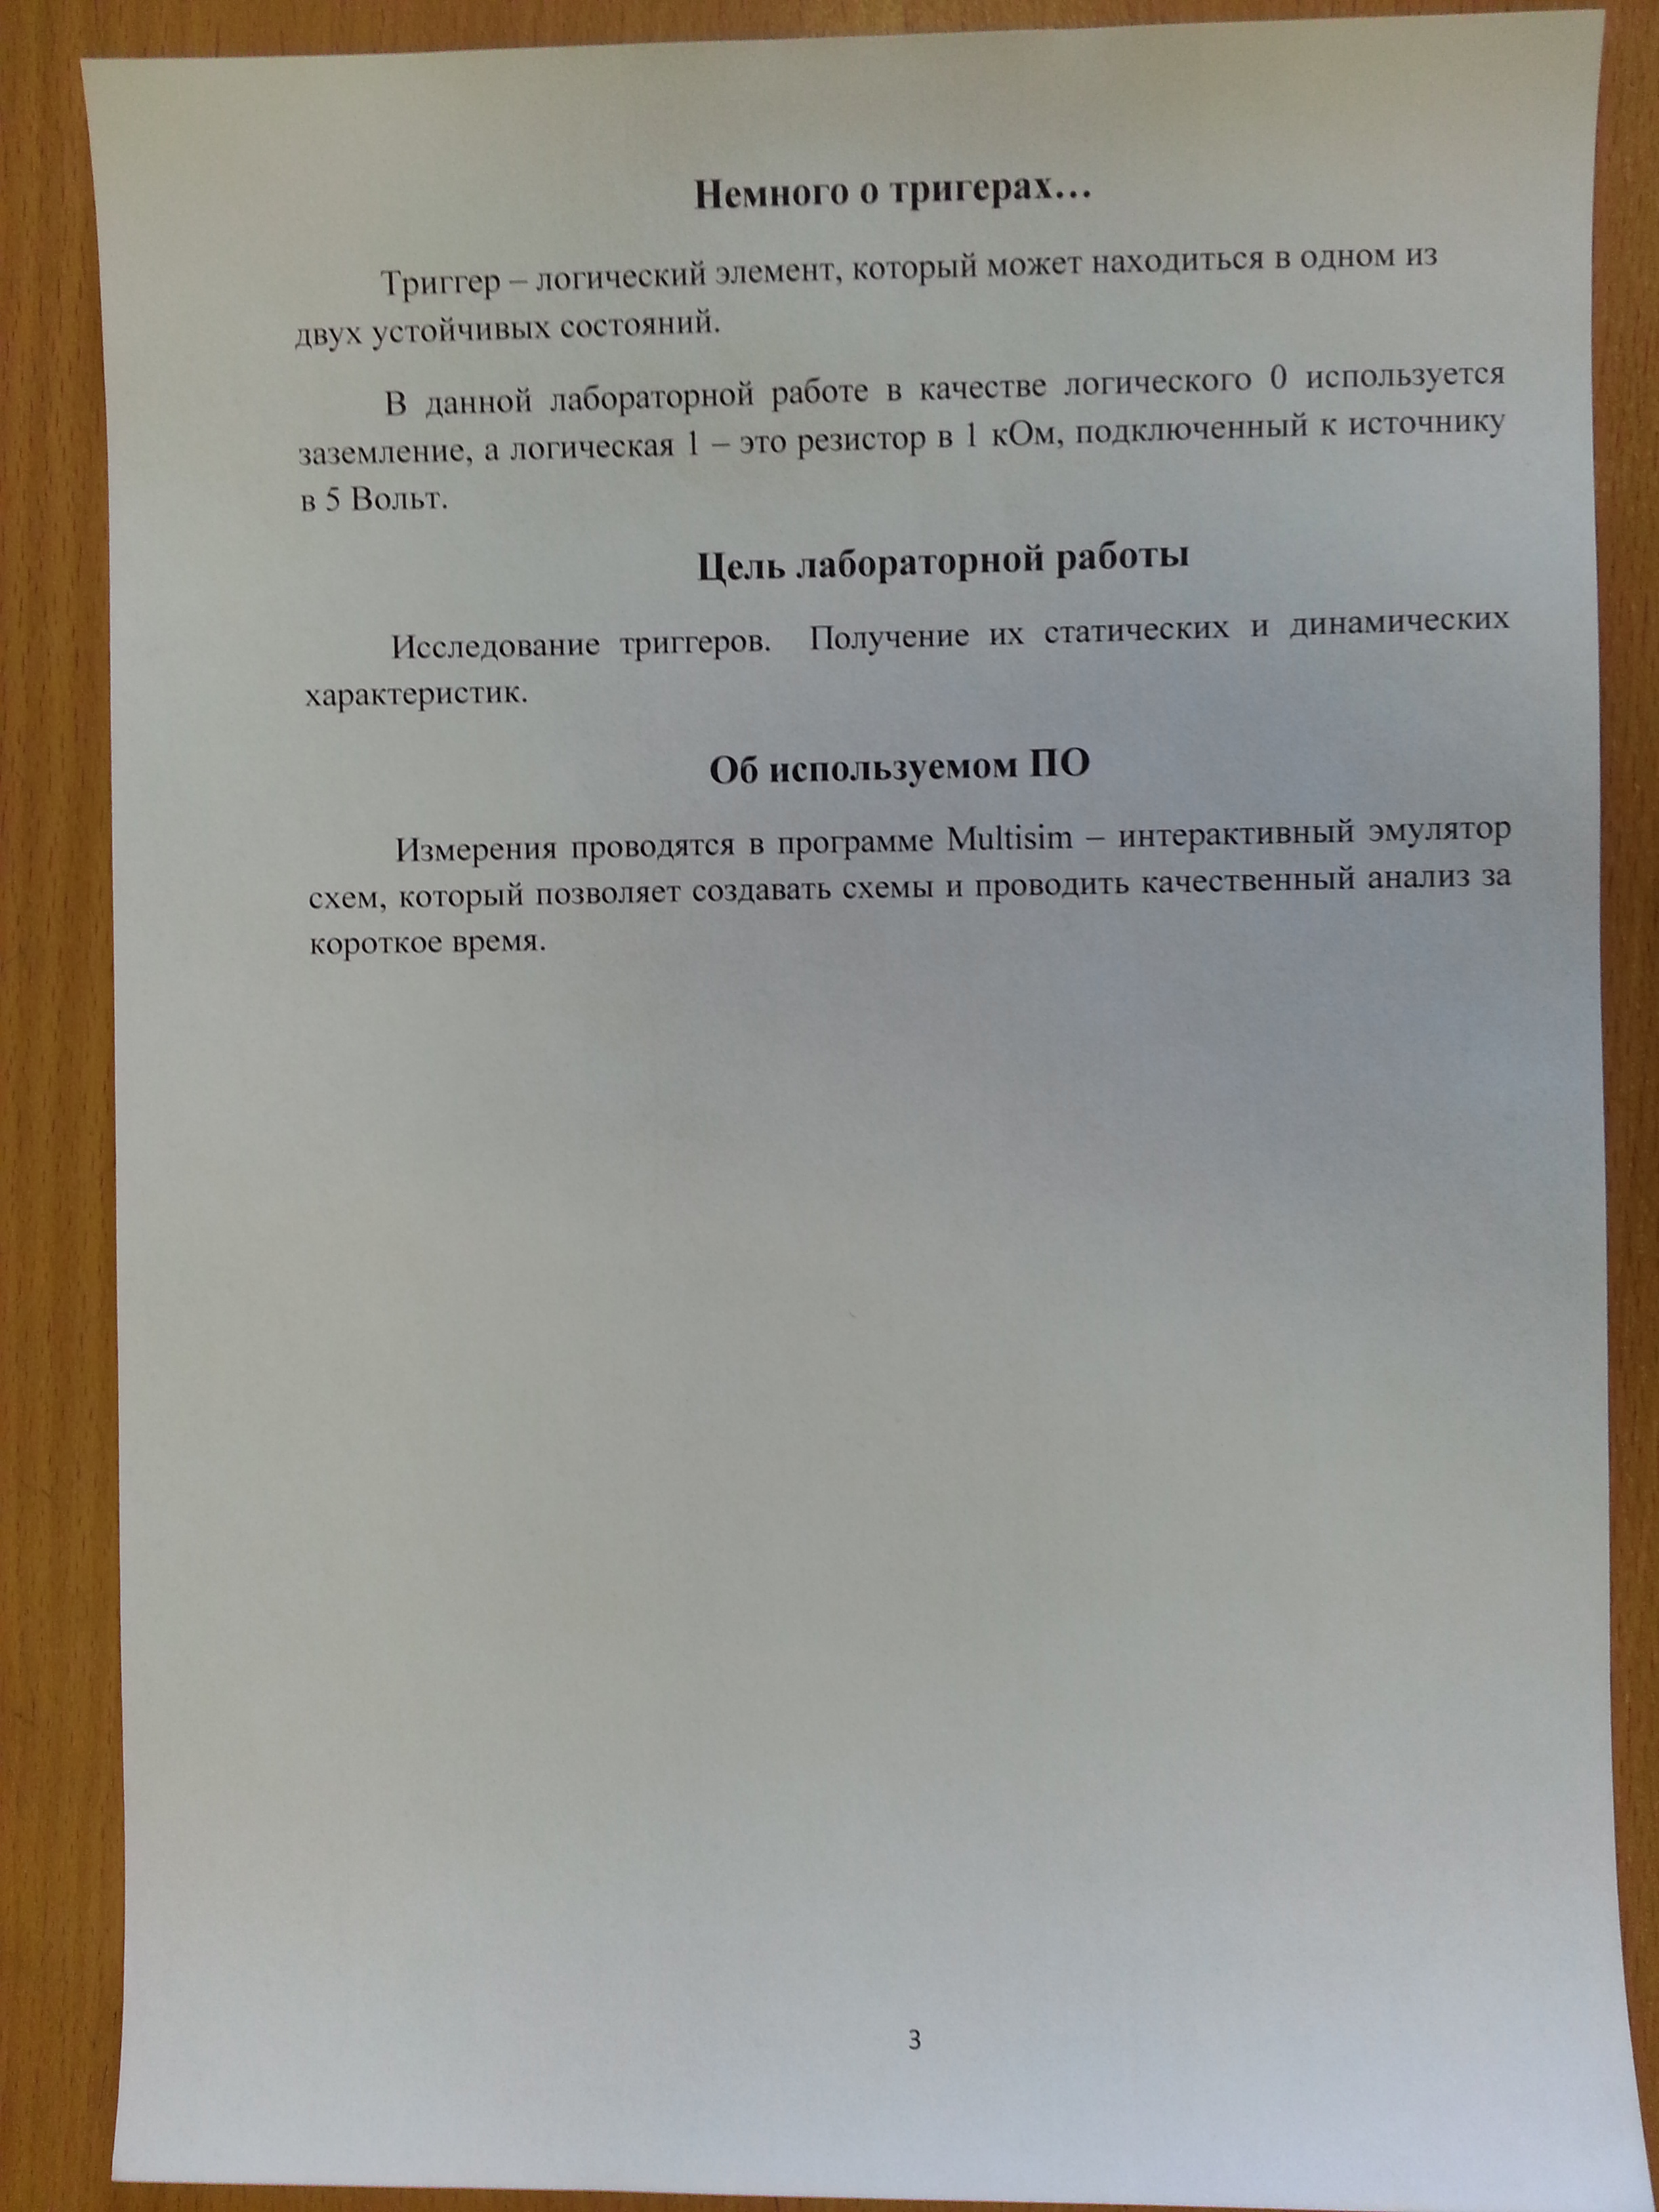 Немного о тригерах…
Триггер – логический элемент, который может находиться в одном из
двух устойчивых состояний.
В данной лабораторной работе в качестве логического 0 используется
заземление, а логическая 1 – это резистор в 1 кОм, подключенный к источнику
в 5 Вольт.
Цель лабораторной работы
Исследование триггеров. Получение их статических и динамических
характеристик.
Об используемом ПО
Измерения проводятся в программе Multisim – интерактивный эмулятор
схем, который позволяет создавать схемы и проводить качественный анализ за
короткое время.
3